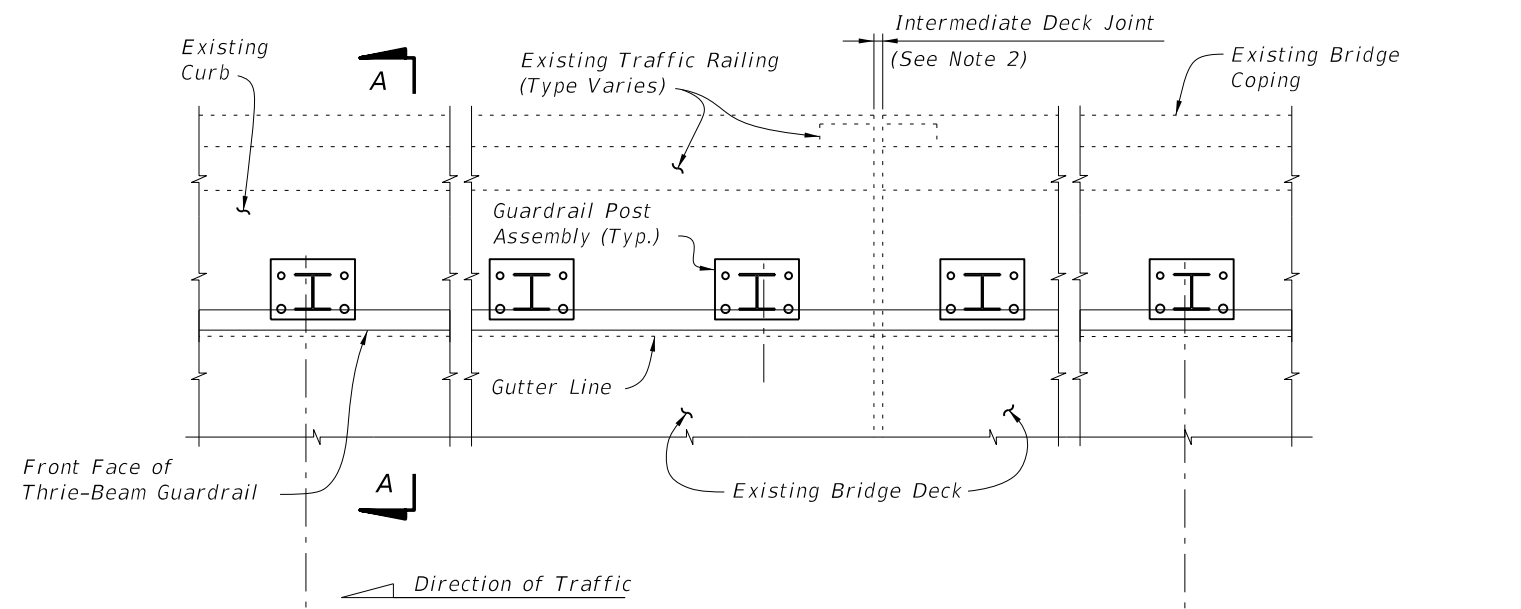 Intermediate Deck Joint
(See Note 2)
Existing
Curb
A
Existing Traffic Railing
(Type Varies)
Existing Bridge
Coping
Guardrail Post
Assembly (Typ.)
Gutter Line
Front Face of
Thrie-Beam Guardrail
A
Existing Bridge Deck
Direction of Traffic